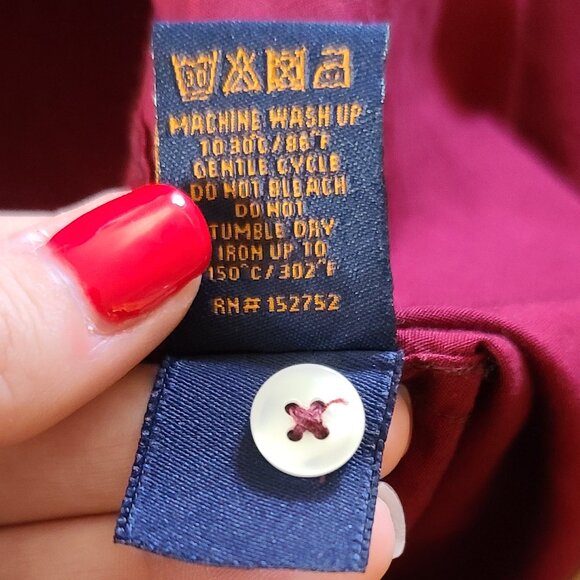 30
MACHINE WASH UP
TO 30°C/86°F
GENTLE CYCLE
DO NOT BLEACH
DO NOT
TUMBLE DRY
IRON UP TO
150°C/302°F
RN# 152752